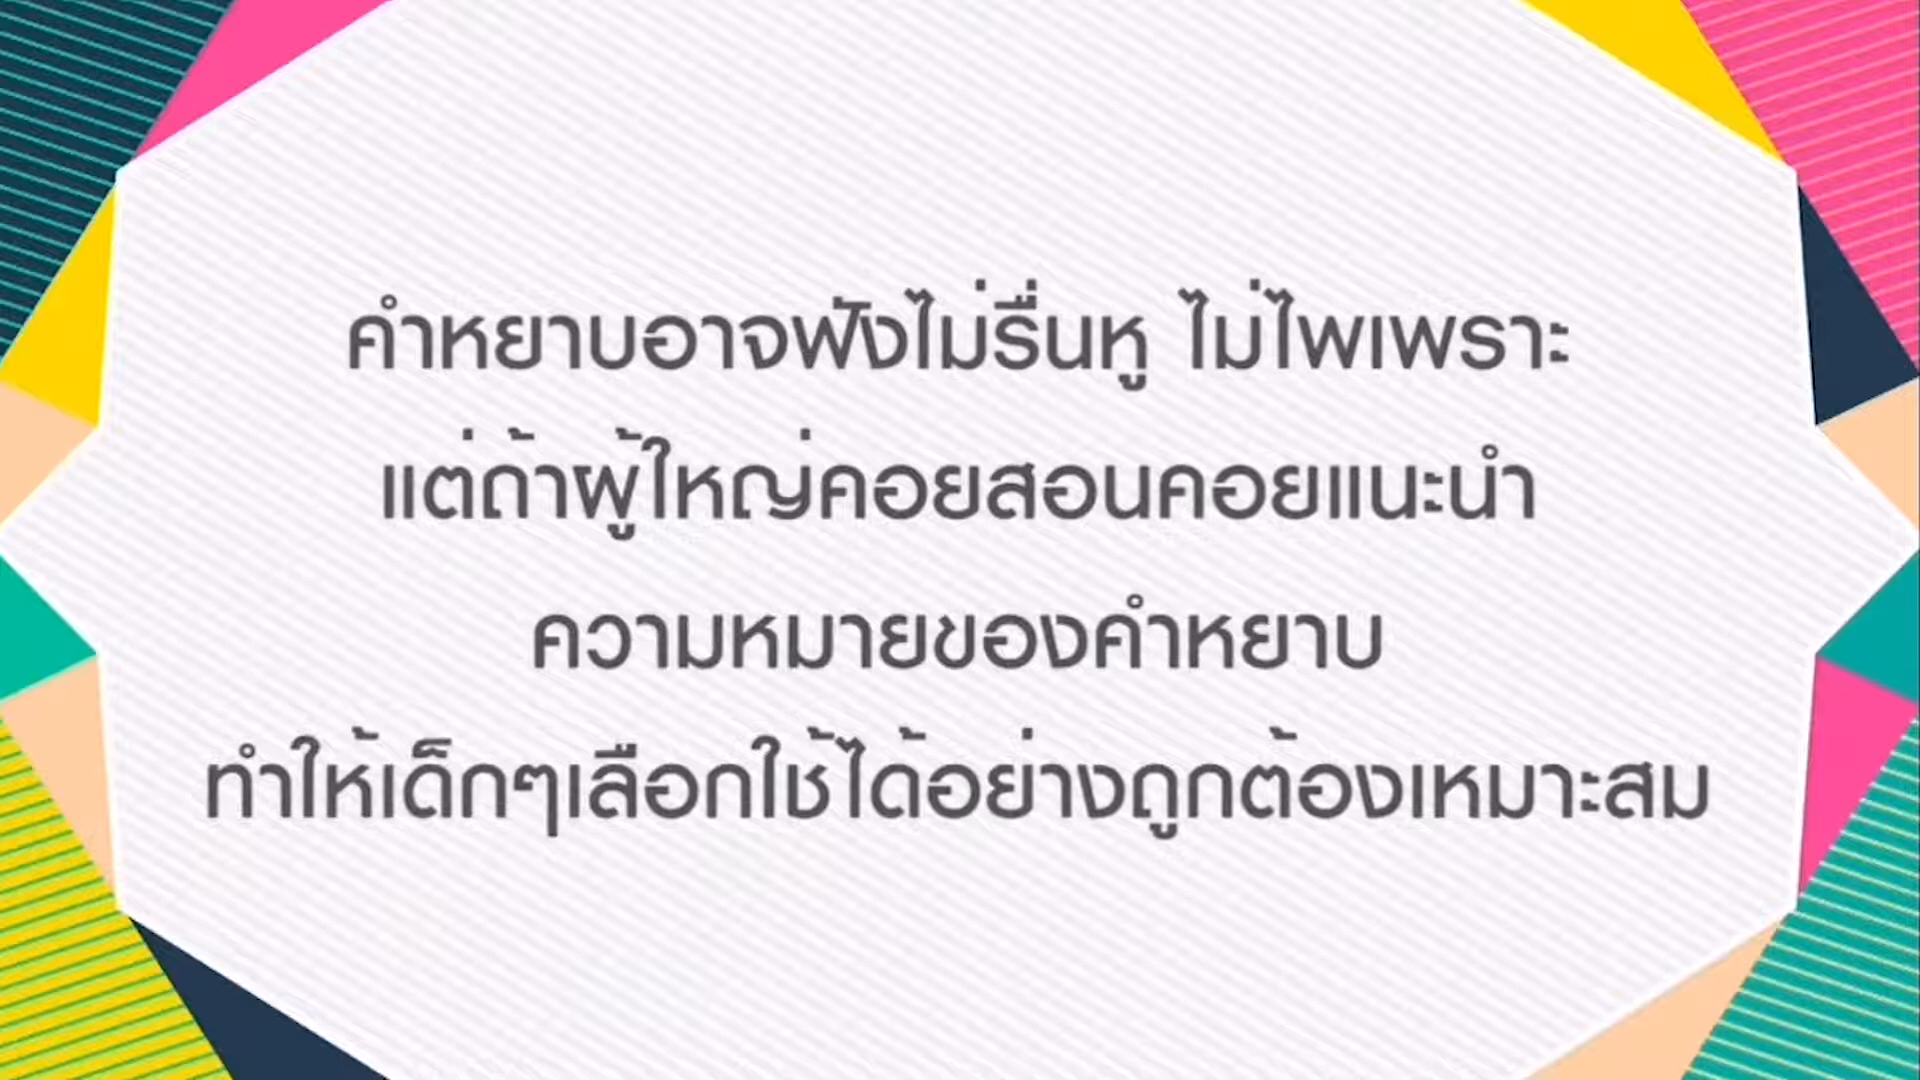 คำหยาบอาจฟังไม่รื่นหู ไม่ไพเพราะ
แต่ถ้าผู้ใหญ่คอยสอนคอยแนะนำ
ความหมายของคำหยาบ
ทำให้เด็กๆเลือกใช้ได้อย่างถูกต้องเหมาะสม